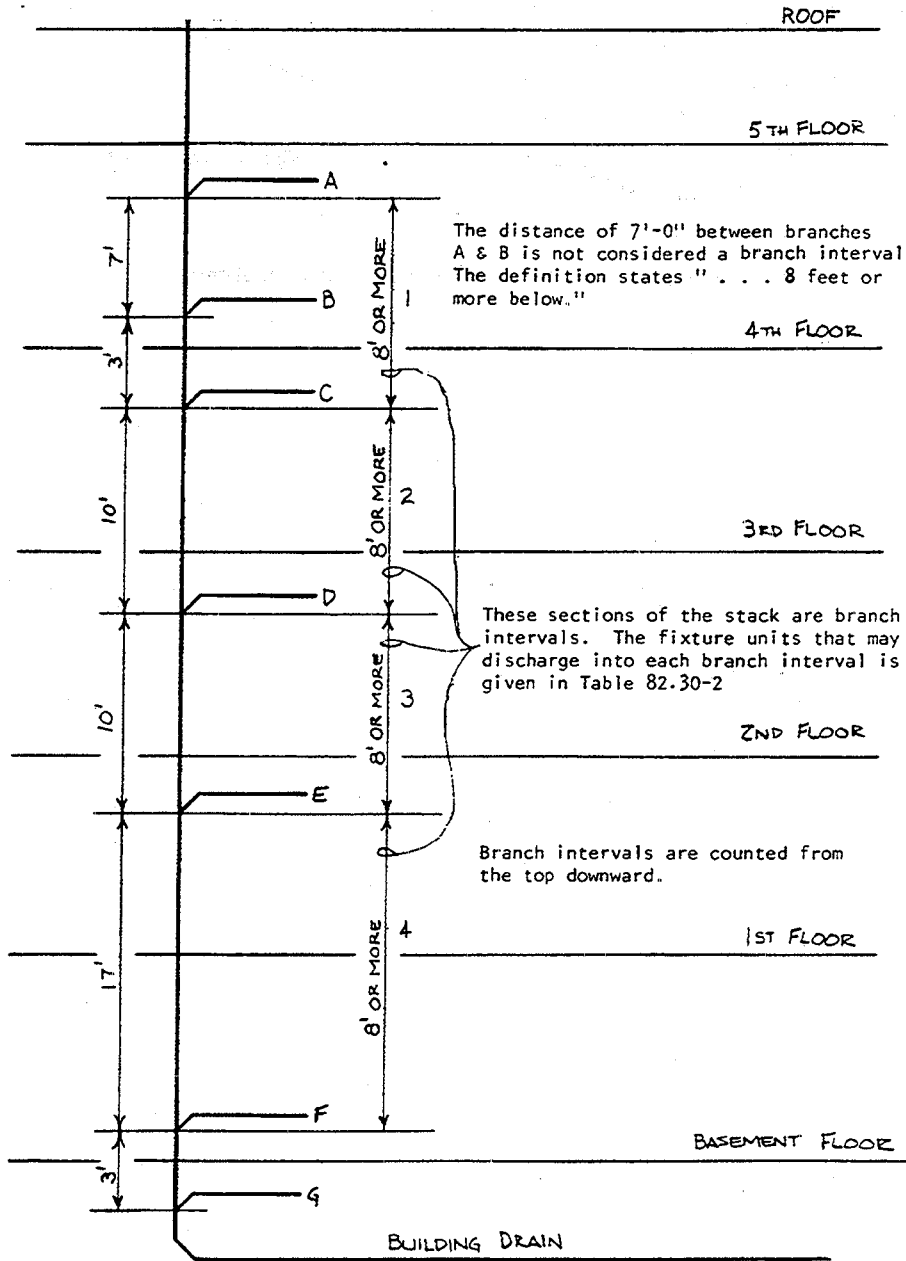 ROOF
5TH FLOOR
A
7'
8' OR MORE
1
The distance of 7'-0" between branches
A & B is not considered a branch interval
The definition states " . . . 8 feet or
more below."
B
4TH FLOOR
3'
C
10'
8' OR MORE
2
3RD FLOOR
D
These sections of the stack are branch
intervals. The fixture units that may
discharge into each branch interval is
given in Table 82.30-2
10'
8' OR MORE
3
2ND FLOOR
E
Branch intervals are counted from
the top downward.
17'
8' OR MORE
4
1ST FLOOR
F
BASEMENT FLOOR
3'
G
BUILDING DRAIN